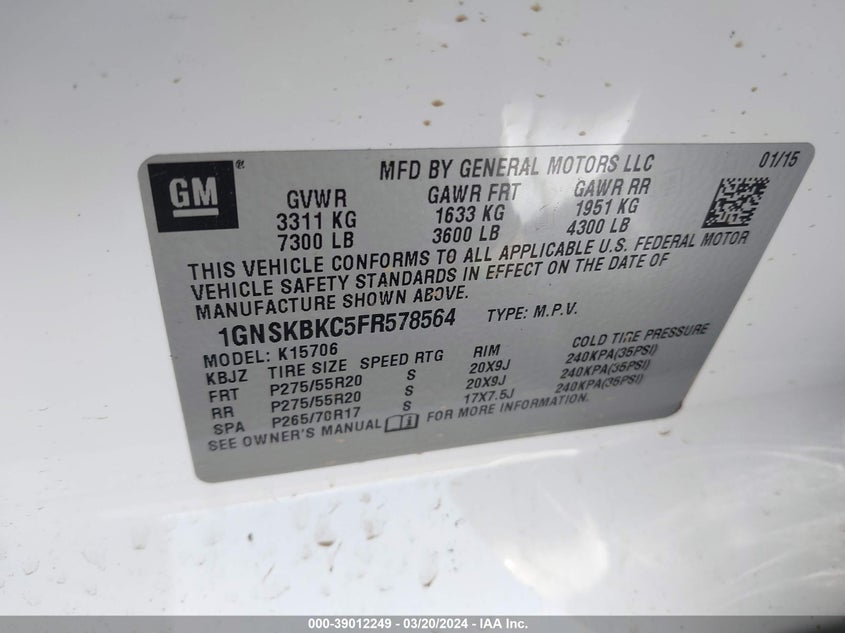 GM ®
MFD BY GENERAL MOTORS LLC 01/15
GVWR GAWR FRT GAWR RR
3311 KG 1633 KG 1951 KG
7300 LB 3600 LB 4300 LB
THIS VEHICLE CONFORMS TO ALL APPLICABLE U.S. FEDERAL MOTOR
VEHICLE SAFETY STANDARDS IN EFFECT ON THE DATE OF
MANUFACTURE SHOWN ABOVE.
1GNSKBKC5FR578564 TYPE: M.P.V.
MODEL: K15706
KBJZ TIRE SIZE SPEED RTG RIM COLD TIRE PRESSURE
FRT P275/55R20 S 20X9J 240KPA(35PSI)
RR P275/55R20 S 20X9J 240KPA(35PSI)
SPA P265/70R17 S 17X7.5J 240KPA(35PSI)
SEE OWNER'S MANUAL FOR MORE INFORMATION.
000-39012249 - 03/20/2024 - IAA Inc.